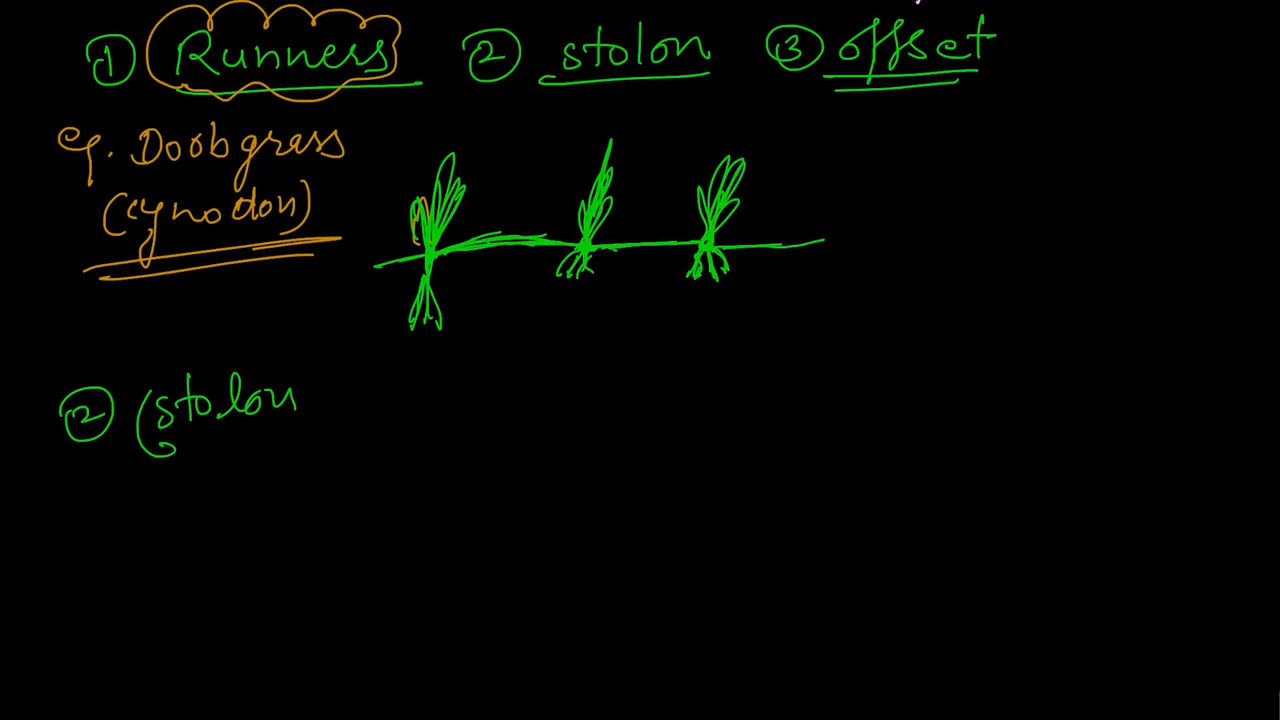 ① Runners ② stolon ③ offset
eg. Doobgrass
(cynodon)
② (stolon